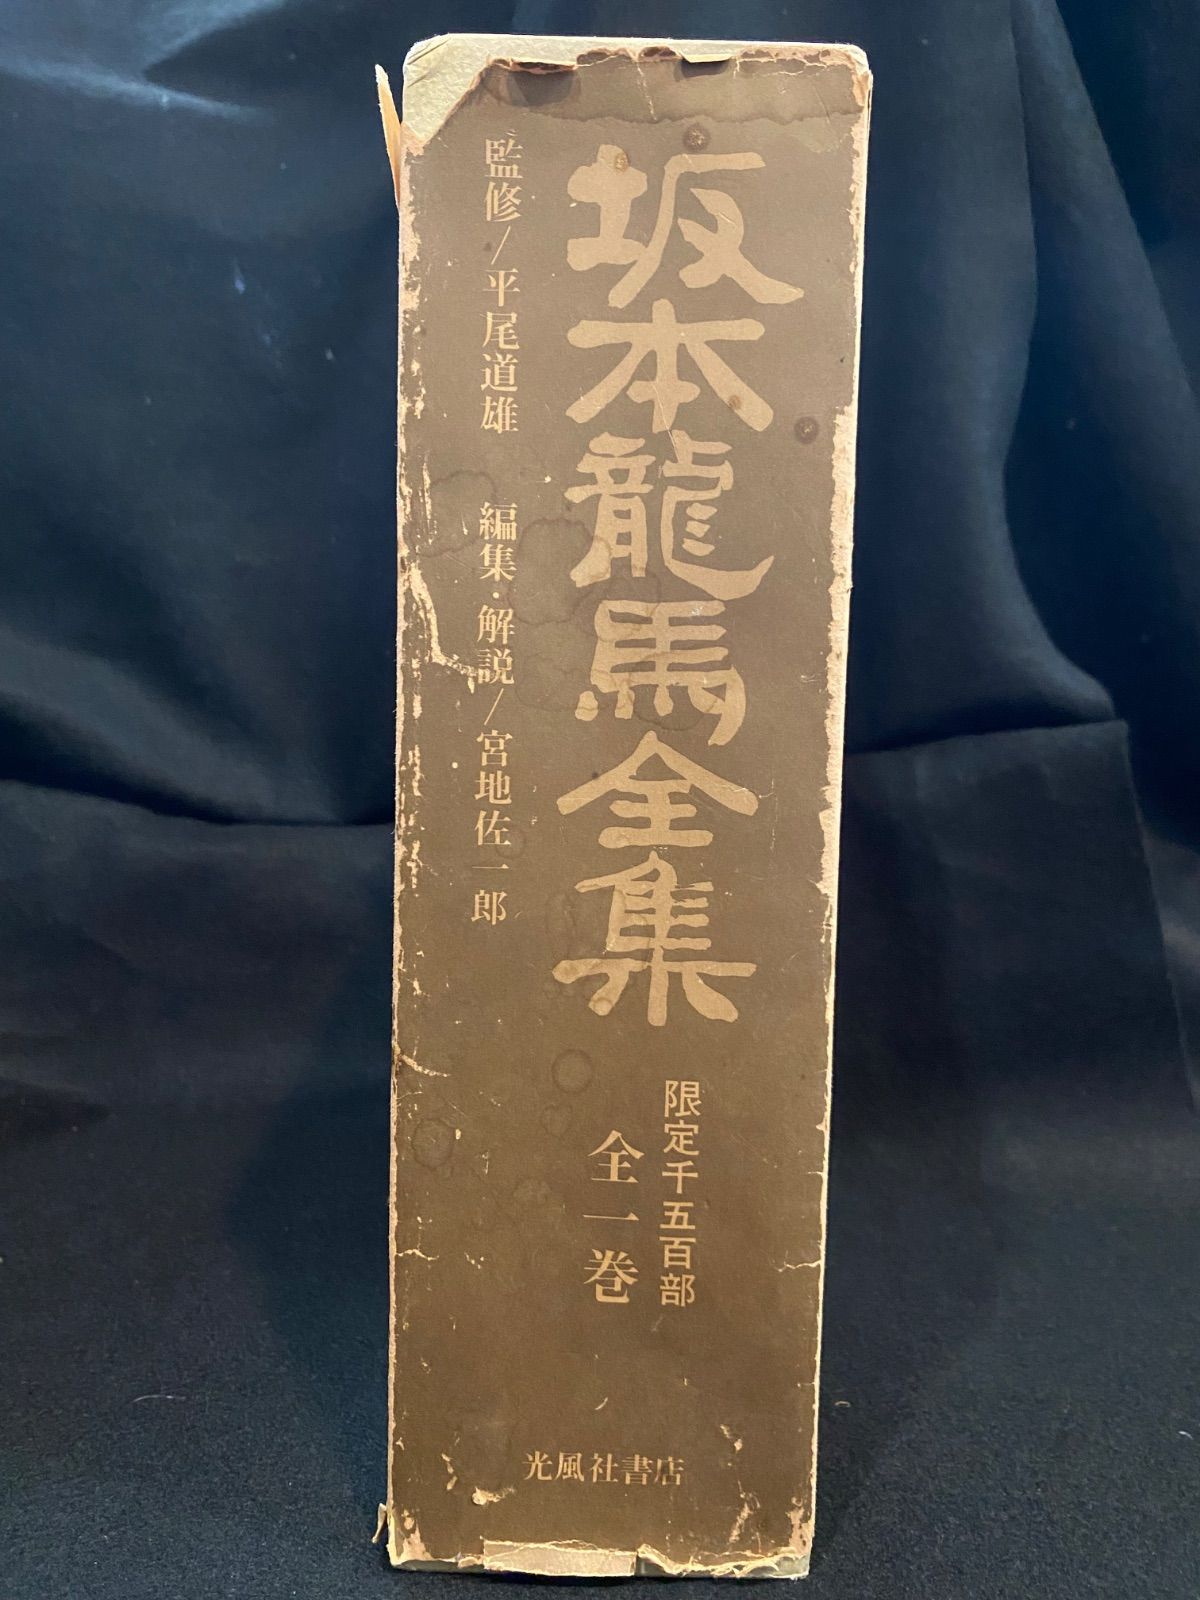 坂本龍馬全集
監修/平尾道雄 編集・解説/宮地佐一郎
限定千五百部
全一巻
光風社書店